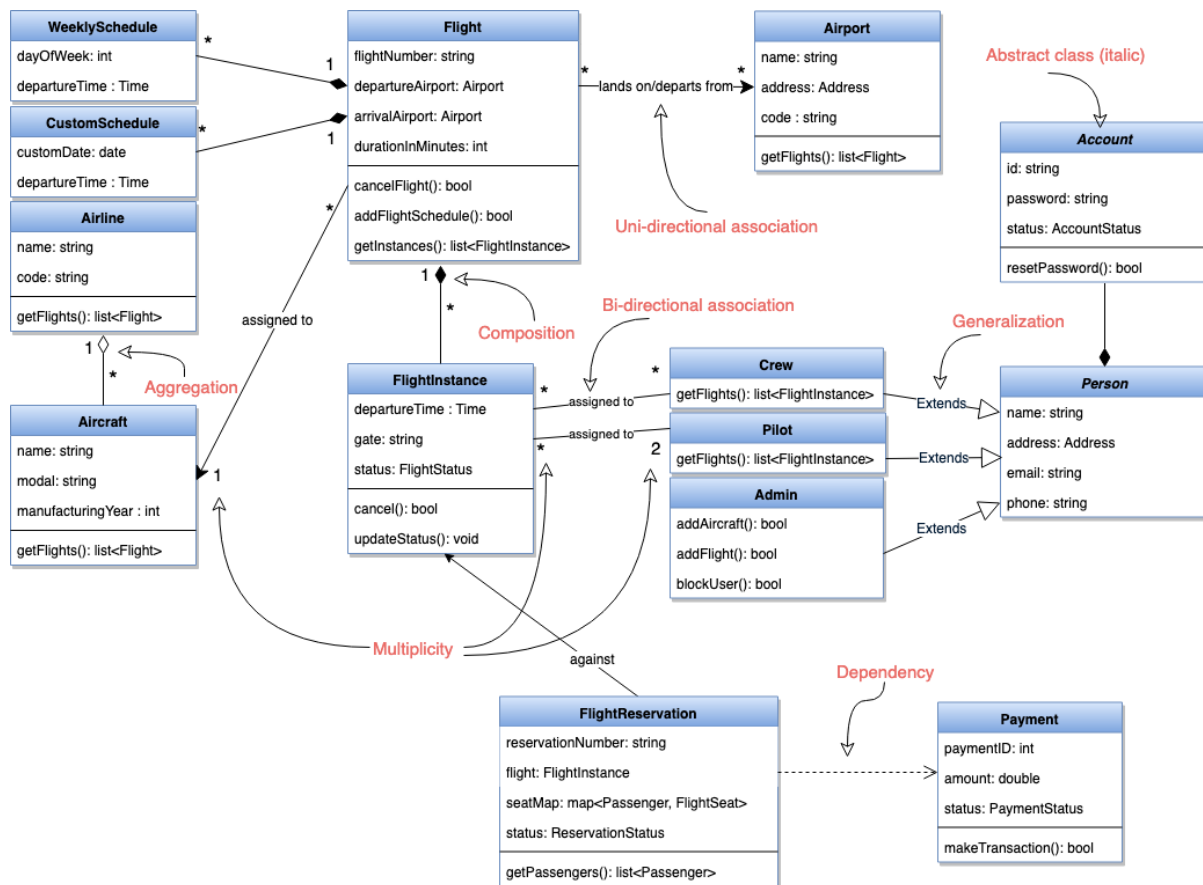 WeeklySchedule
dayOfWeek: int
departureTime : Time
*
1
CustomSchedule
customDate: date
departureTime : Time
*
1
Flight
flightNumber: string
departureAirport: Airport
arrivalAirport: Airport
durationInMinutes: int
cancelFlight(): bool
addFlightSchedule(): bool
getInstances(): list<FlightInstance>
*
lands on/departs from
*
Airport
name: string
address: Address
code : string
getFlights(): list<Flight>
Uni-directional association
Abstract class (italic)
Account
id: string
password: string
status: AccountStatus
resetPassword(): bool
Airline
name: string
code: string
getFlights(): list<Flight>
1
*
Aggregation
*
assigned to
1
Aircraft
name: string
modal: string
manufacturingYear : int
getFlights(): list<Flight>
1
*
Composition
Bi-directional association
Generalization
FlightInstance
departureTime : Time
gate: string
status: FlightStatus
cancel(): bool
updateStatus(): void
*
assigned to
*
*
assigned to
2
Crew
getFlights(): list<FlightInstance>
Pilot
getFlights(): list<FlightInstance>
Admin
addAircraft(): bool
addFlight(): bool
blockUser(): bool
Extends
Extends
Extends
Person
name: string
address: Address
email: string
phone: string
Multiplicity
against
Dependency
FlightReservation
reservationNumber: string
flight: FlightInstance
seatMap: map<Passenger, FlightSeat>
status: ReservationStatus
getPassengers(): list<Passenger>
Payment
paymentID: int
amount: double
status: PaymentStatus
makeTransaction(): bool